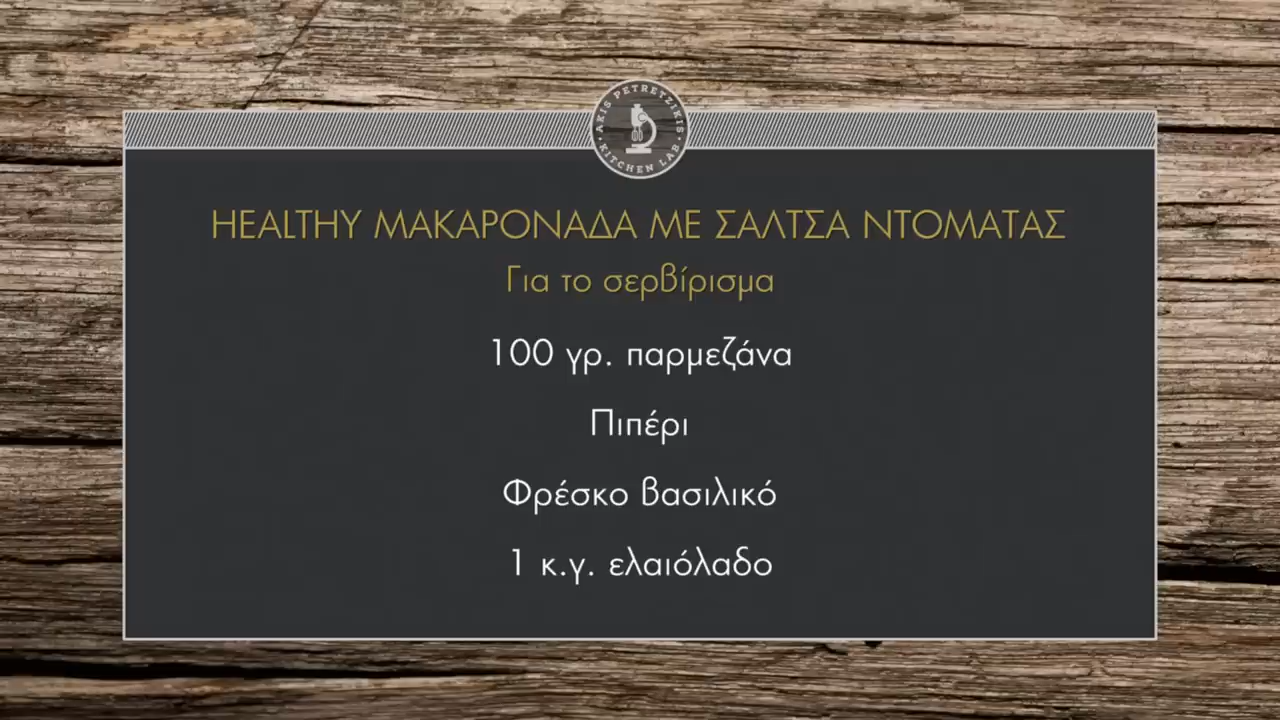 AKIS PETRETZIKIS
KITCHEN LAB
HEALTHY ΜΑΚΑΡΟΝΑΔΑ ΜΕ ΣΑΛΤΣΑ ΝΤΟΜΑΤΑΣ
Για το σερβίρισμα
100 γρ. παρμεζάνα
Πιπέρι
Φρέσκο βασιλικό
1 κ.γ. ελαιόλαδο